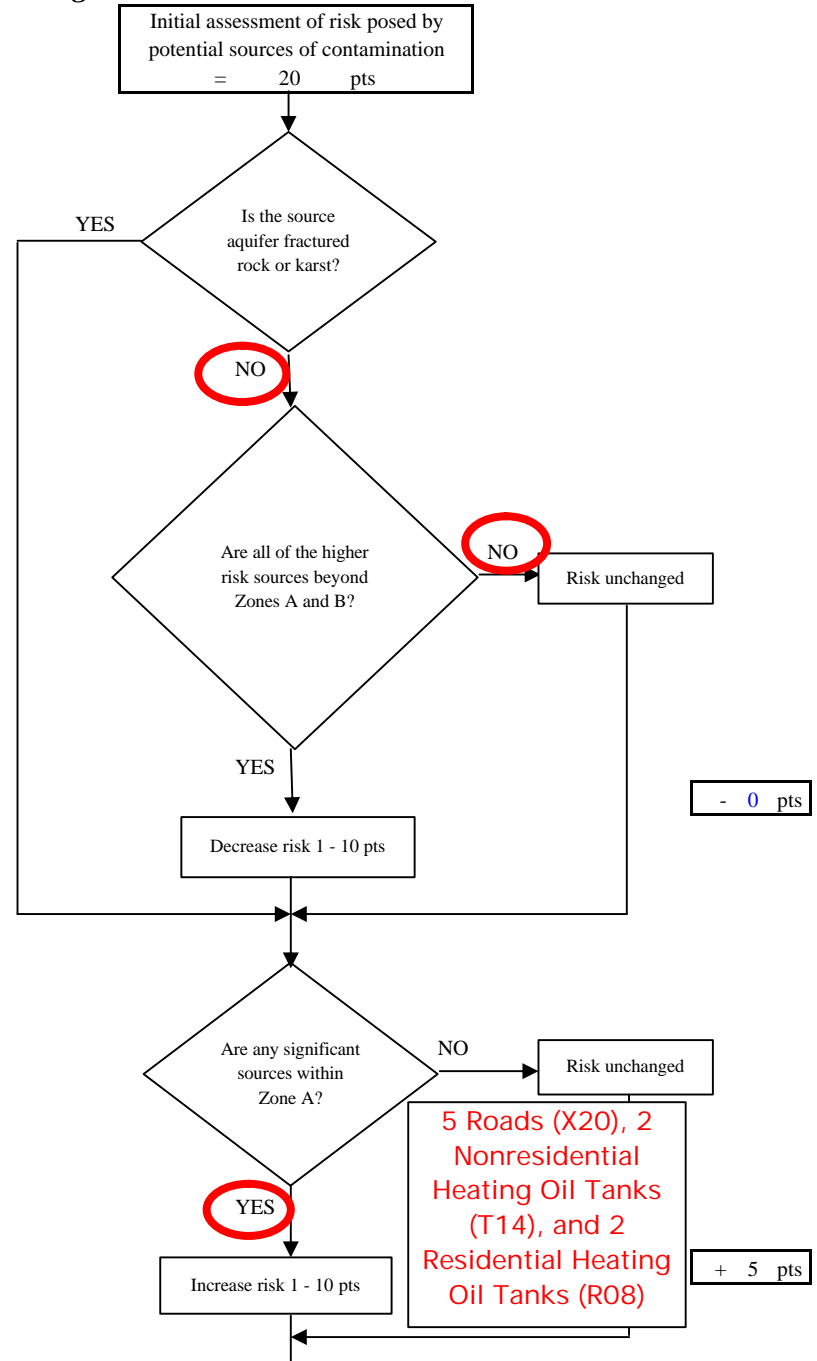 Initial assessment of risk posed by
potential sources of contamination
= 20 pts
YES
Is the source
aquifer fractured
rock or karst?
NO
Are all of the higher
risk sources beyond
Zones A and B?
NO
Risk unchanged
YES
- 0 pts
Decrease risk 1 - 10 pts
Are any significant
sources within
Zone A?
NO
Risk unchanged
5 Roads (X20), 2
Nonresidential
Heating Oil Tanks
(T14), and 2
Residential Heating
Oil Tanks (R08)
YES
+ 5 pts
Increase risk 1 - 10 pts